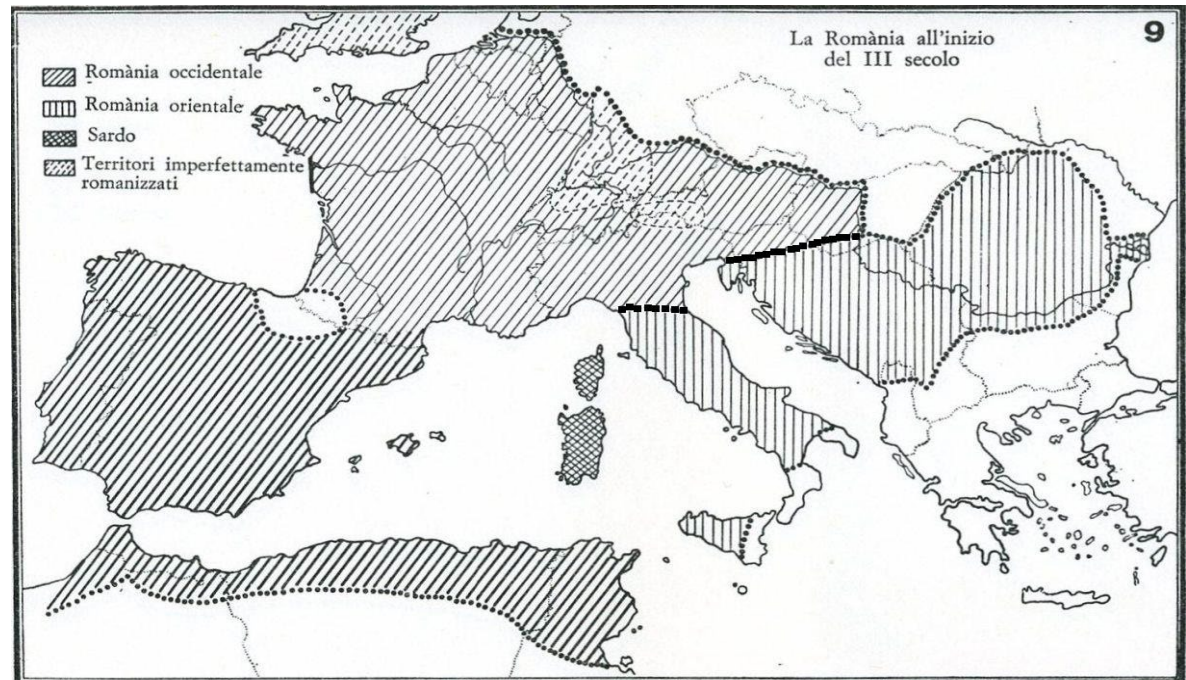 9
La Romània all'inizio
del III secolo
Romània occidentale
Romània orientale
Sardo
Territori imperfettamente
romanizzati